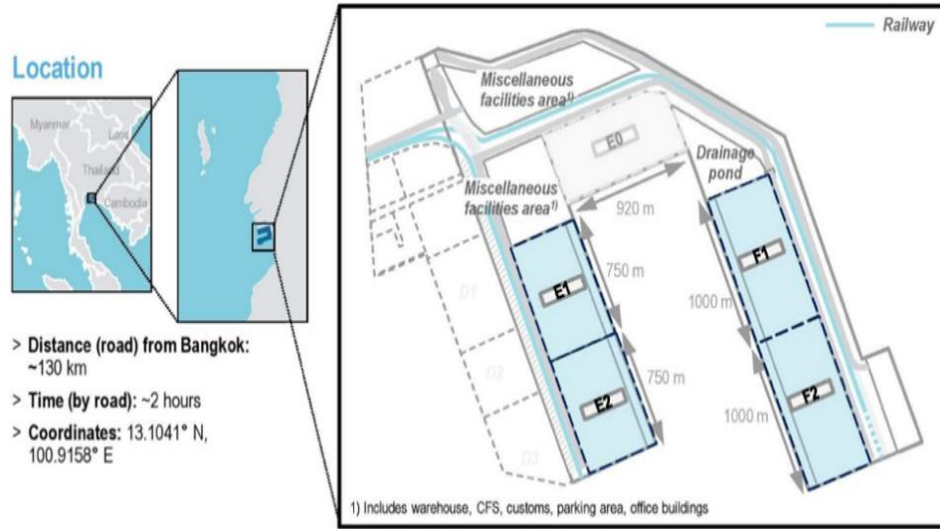 Location
Myanmar
Laos
Thailand
Cambodia
> Distance (road) from Bangkok:
~130 km
> Time (by road): ~2 hours
> Coordinates: 13.1041° N,
100.9158° E
Railway
Miscellaneous
facilities area¹⁾
E0
Drainage
pond
Miscellaneous
facilities area¹⁾
920 m
F1
E1
750 m
D1
1000 m
D2
750 m
E2
F2
1000 m
D3
1) Includes warehouse, CFS, customs, parking area, office buildings